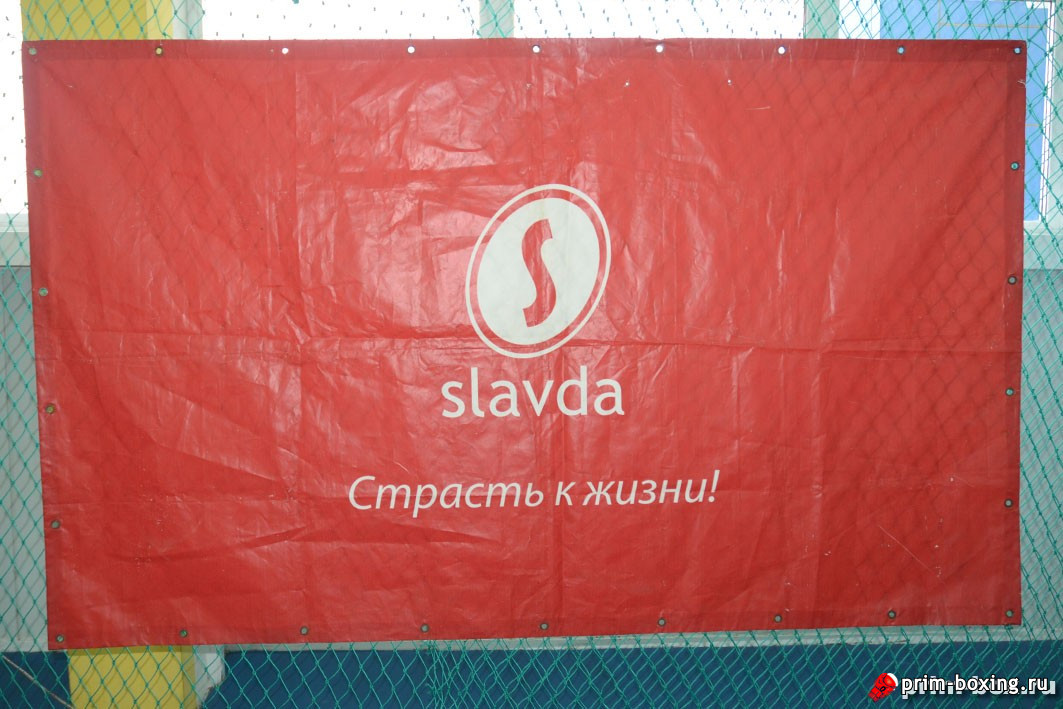 S
slavda
Страсть к жизни!
prim-boxing.ru